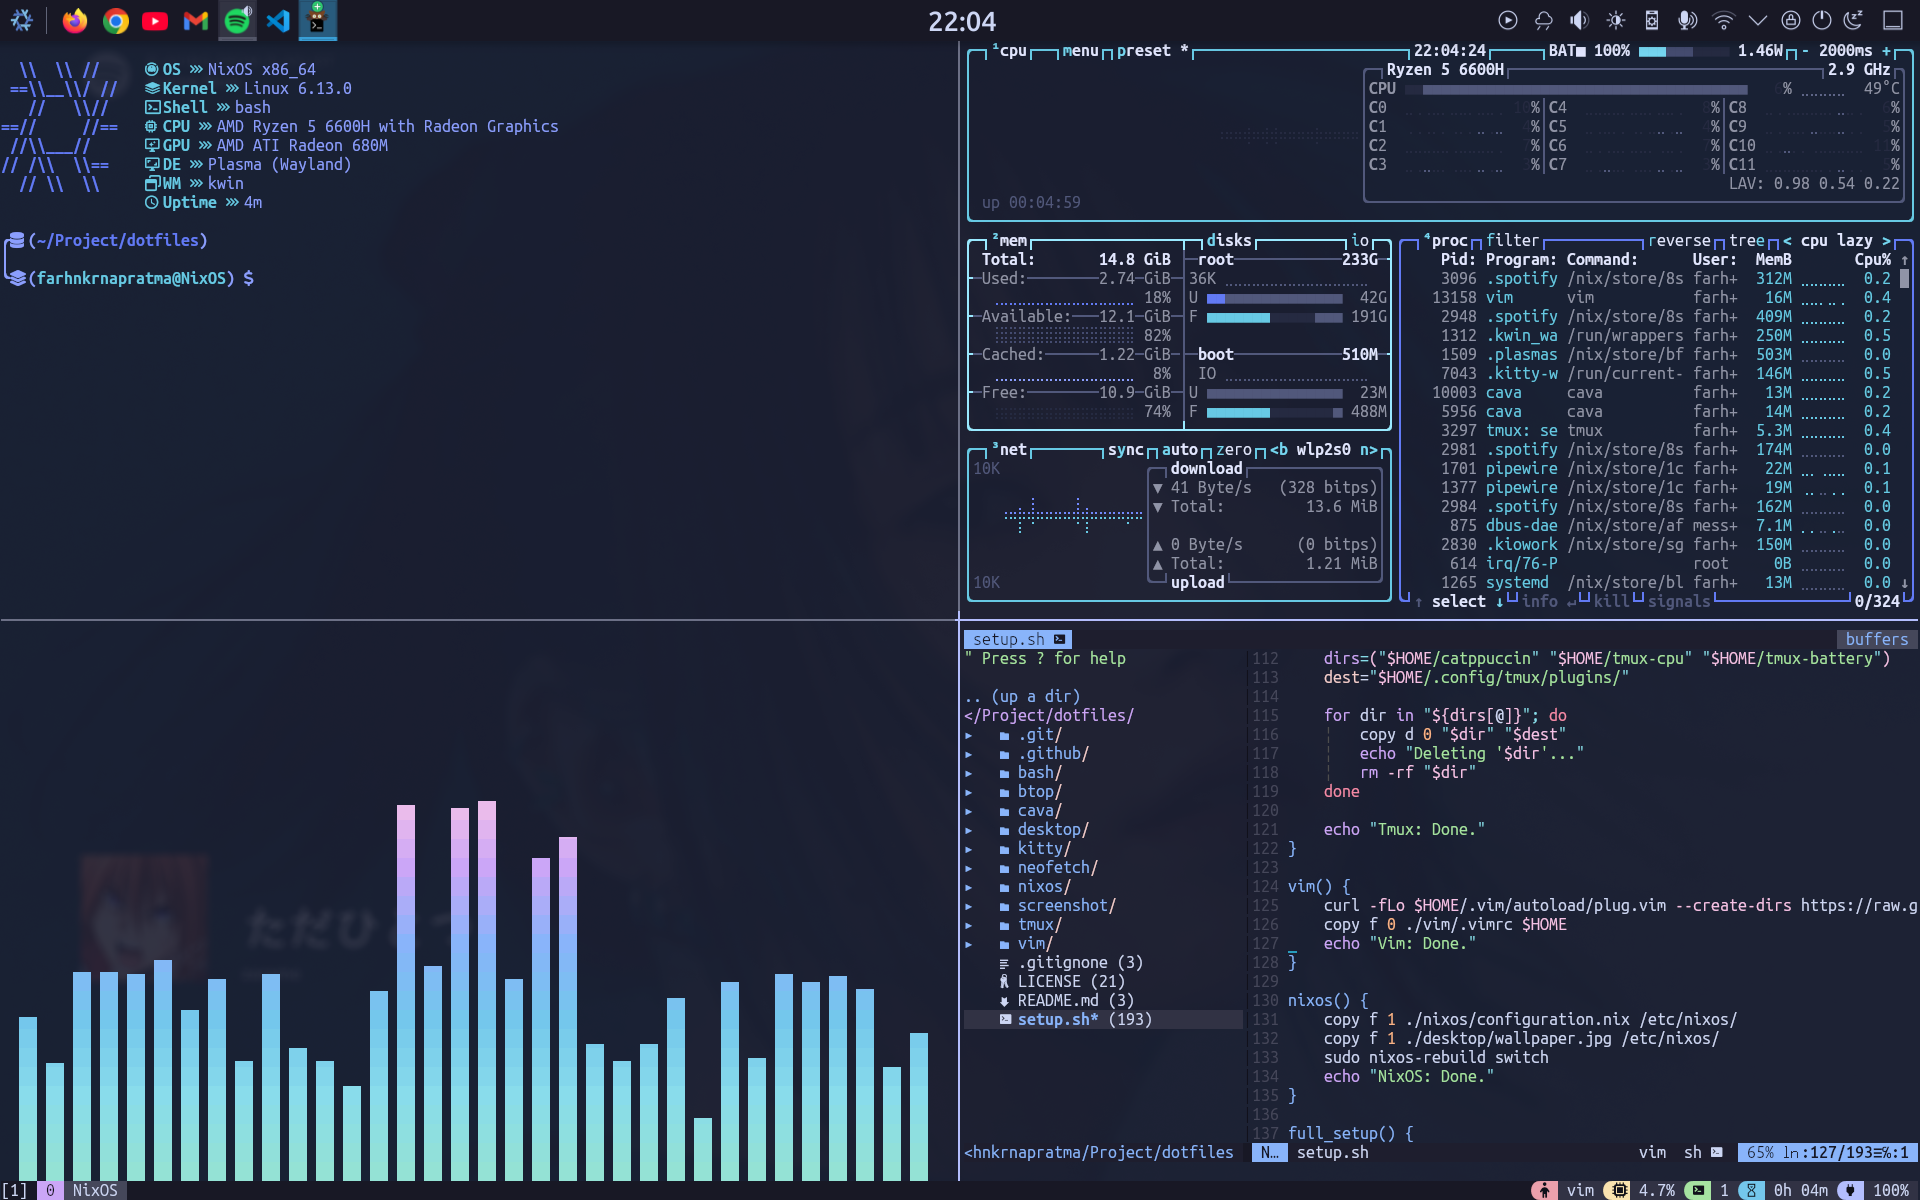 22:04
OS ⋙ NixOS x86_64
Kernel ⋙ Linux 6.13.0
Shell ⋙ bash
CPU ⋙ AMD Ryzen 5 6600H with Radeon Graphics
GPU ⋙ AMD ATI Radeon 680M
DE ⋙ Plasma (Wayland)
WM ⋙ kwin
Uptime ⋙ 4m
(~/Project/dotfiles)
(farhnkrnapratma@NixOS) $
¹cpu menu preset * 22:04:24 BAT■ 100% 1.46W - 2000ms +
Ryzen 5 6600H 2.9 GHz
CPU % 49°C
C0 % C4 % C8 %
C1 % C5 % C9 %
C2 % C6 % C10 %
C3 % C7 % C11 %
LAV: 0.98 0.54 0.22
up 00:04:59
²mem
Total: 14.8 GiB
Used: 2.74 GiB
18%
Available: 12.1 GiB
82%
Cached: 1.22 GiB
8%
Free: 10.9 GiB
74%
disks io
root 233G
36K
U 42G
F 191G
boot 510M
IO
U 23M
F 488M
³net sync auto zero <b wlp2s0 n>
10K
download
▼ 41 Byte/s (328 bitps)
▼ Total: 13.6 MiB
▲ 0 Byte/s (0 bitps)
▲ Total: 1.21 MiB
10K
upload
⁴proc filter reverse tree < cpu lazy >
Pid: Program: Command: User: MemB Cpu% ↑
3096 .spotify /nix/store/8s farh+ 312M 0.2
13158 vim vim farh+ 16M 0.4
2948 .spotify /nix/store/8s farh+ 409M 0.2
1312 .kwin_wa /run/wrappers farh+ 250M 0.5
1509 .plasmas /nix/store/bf farh+ 503M 0.0
7043 .kitty-w /run/current- farh+ 146M 0.5
10003 cava cava farh+ 13M 0.2
5956 cava cava farh+ 14M 0.2
3297 tmux: se tmux farh+ 5.3M 0.4
2981 .spotify /nix/store/8s farh+ 174M 0.0
1701 pipewire /nix/store/1c farh+ 22M 0.1
1377 pipewire /nix/store/1c farh+ 19M 0.1
2984 .spotify /nix/store/8s farh+ 162M 0.0
875 dbus-dae /nix/store/af mess+ 7.1M 0.0
2830 .kiowork /nix/store/sg farh+ 150M 0.0
614 irq/76-P root 0B 0.0
1265 systemd /nix/store/bl farh+ 13M 0.0 ↓
↑ select ↓ info ↵ kill signals 0/324
setup.sh buffers
" Press ? for help
.. (up a dir)
</Project/dotfiles/
▸ .git/
▸ .github/
▸ bash/
▸ btop/
▸ cava/
▸ desktop/
▸ kitty/
▸ neofetch/
▸ nixos/
▸ screenshot/
▸ tmux/
▸ vim/
.gitignone (3)
LICENSE (21)
README.md (3)
setup.sh* (193)
112 dirs=("$HOME/catppuccin" "$HOME/tmux-cpu" "$HOME/tmux-battery")
113 dest="$HOME/.config/tmux/plugins/"
114
115 for dir in "${dirs[@]}"; do
116 copy d 0 "$dir" "$dest"
117 echo "Deleting '$dir'..."
118 rm -rf "$dir"
119 done
120
121 echo "Tmux: Done."
122 }
123
124 vim() {
125 curl -fLo $HOME/.vim/autoload/plug.vim --create-dirs https://raw.g
126 copy f 0 ./vim/.vimrc $HOME
127 echo "Vim: Done."
128 }
129
130 nixos() {
131 copy f 1 ./nixos/configuration.nix /etc/nixos/
132 copy f 1 ./desktop/wallpaper.jpg /etc/nixos/
133 sudo nixos-rebuild switch
134 echo "NixOS: Done."
135 }
136
137 full_setup() {
<hnkrnapratma/Project/dotfiles N… setup.sh vim sh 65% ln:127/193≡%:1
[1] 0 NixOS vim 4.7% 1 0h 04m 100%